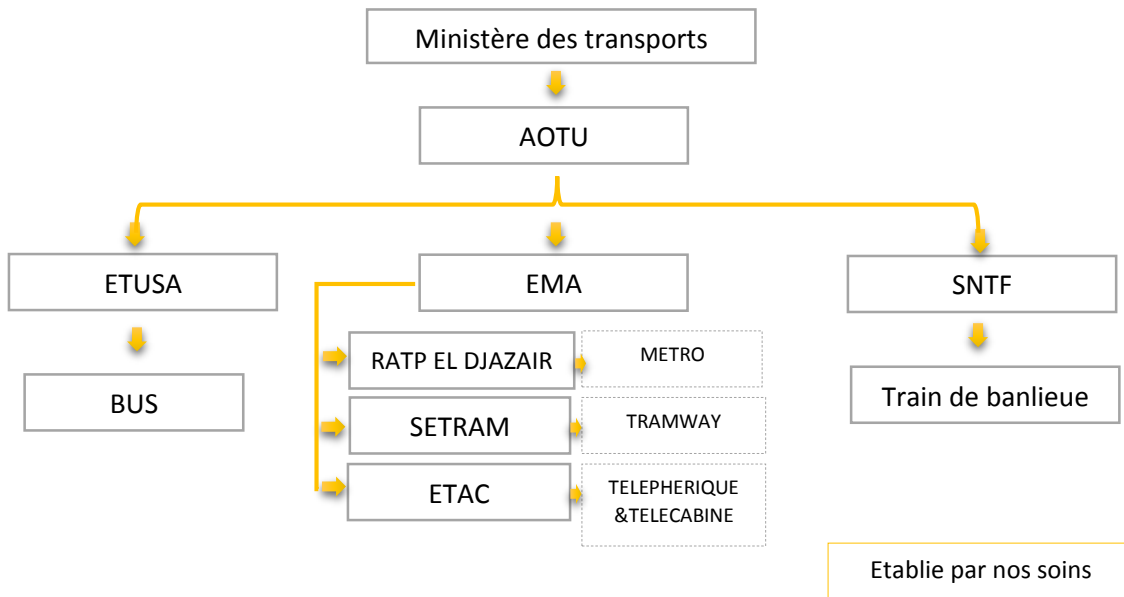 Ministère des transports
AOTU
ETUSA
EMA
SNTF
BUS
RATP EL DJAZAIR
METRO
SETRAM
TRAMWAY
ETAC
TELEPHERIQUE
&TELECABINE
Train de banlieue
Etablie par nos soins